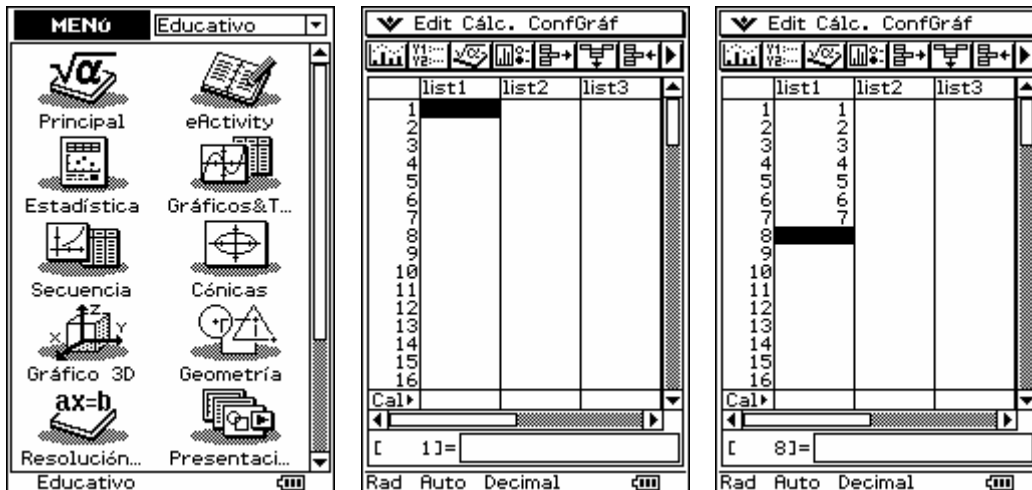 MENú Educativo
√α
Principal eActivity
Estadística Gráficos&T...
Secuencia Cónicas
Z X Y
r
Gráfico 3D Geometría
ax=b
Resolución... Presentaci...
Educativo
Edit Cálc. ConfGráf
Y1:... Y2:... √α
list1 list2 list3
1
2
3
4
5
6
7
8
9
10
11
12
13
14
15
16
Cal
[ 1]=
Rad Auto Decimal
Edit Cálc. ConfGráf
Y1:... Y2:... √α
list1 list2 list3
1 1
2 2
3 3
4 4
5 5
6 6
7 7
8
9
10
11
12
13
14
15
16
Cal
[ 8]=
Rad Auto Decimal